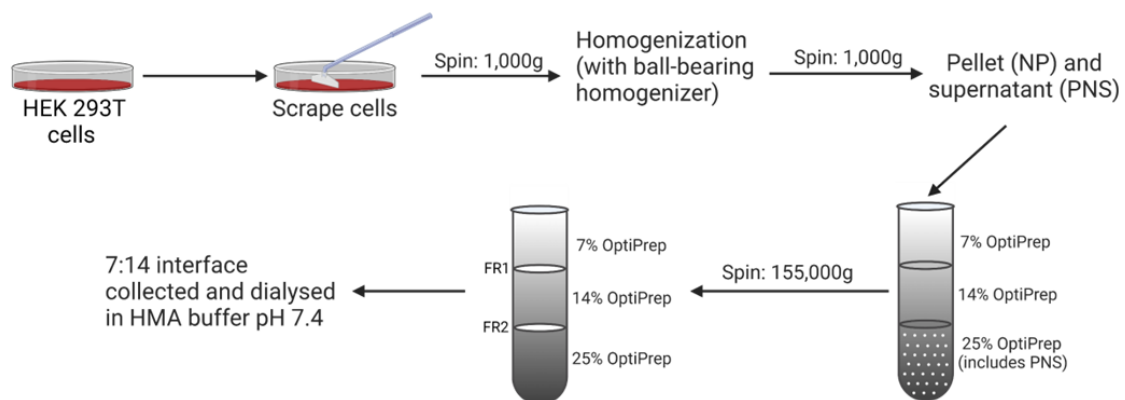 HEK 293T
cells
Scrape cells
Spin: 1,000g
Homogenization
(with ball-bearing
homogenizer)
Spin: 1,000g
Pellet (NP) and
supernatant (PNS)
7% OptiPrep
14% OptiPrep
25% OptiPrep
(includes PNS)
Spin: 155,000g
7% OptiPrep
FR1
14% OptiPrep
FR2
25% OptiPrep
7:14 interface
collected and dialysed
in HMA buffer pH 7.4